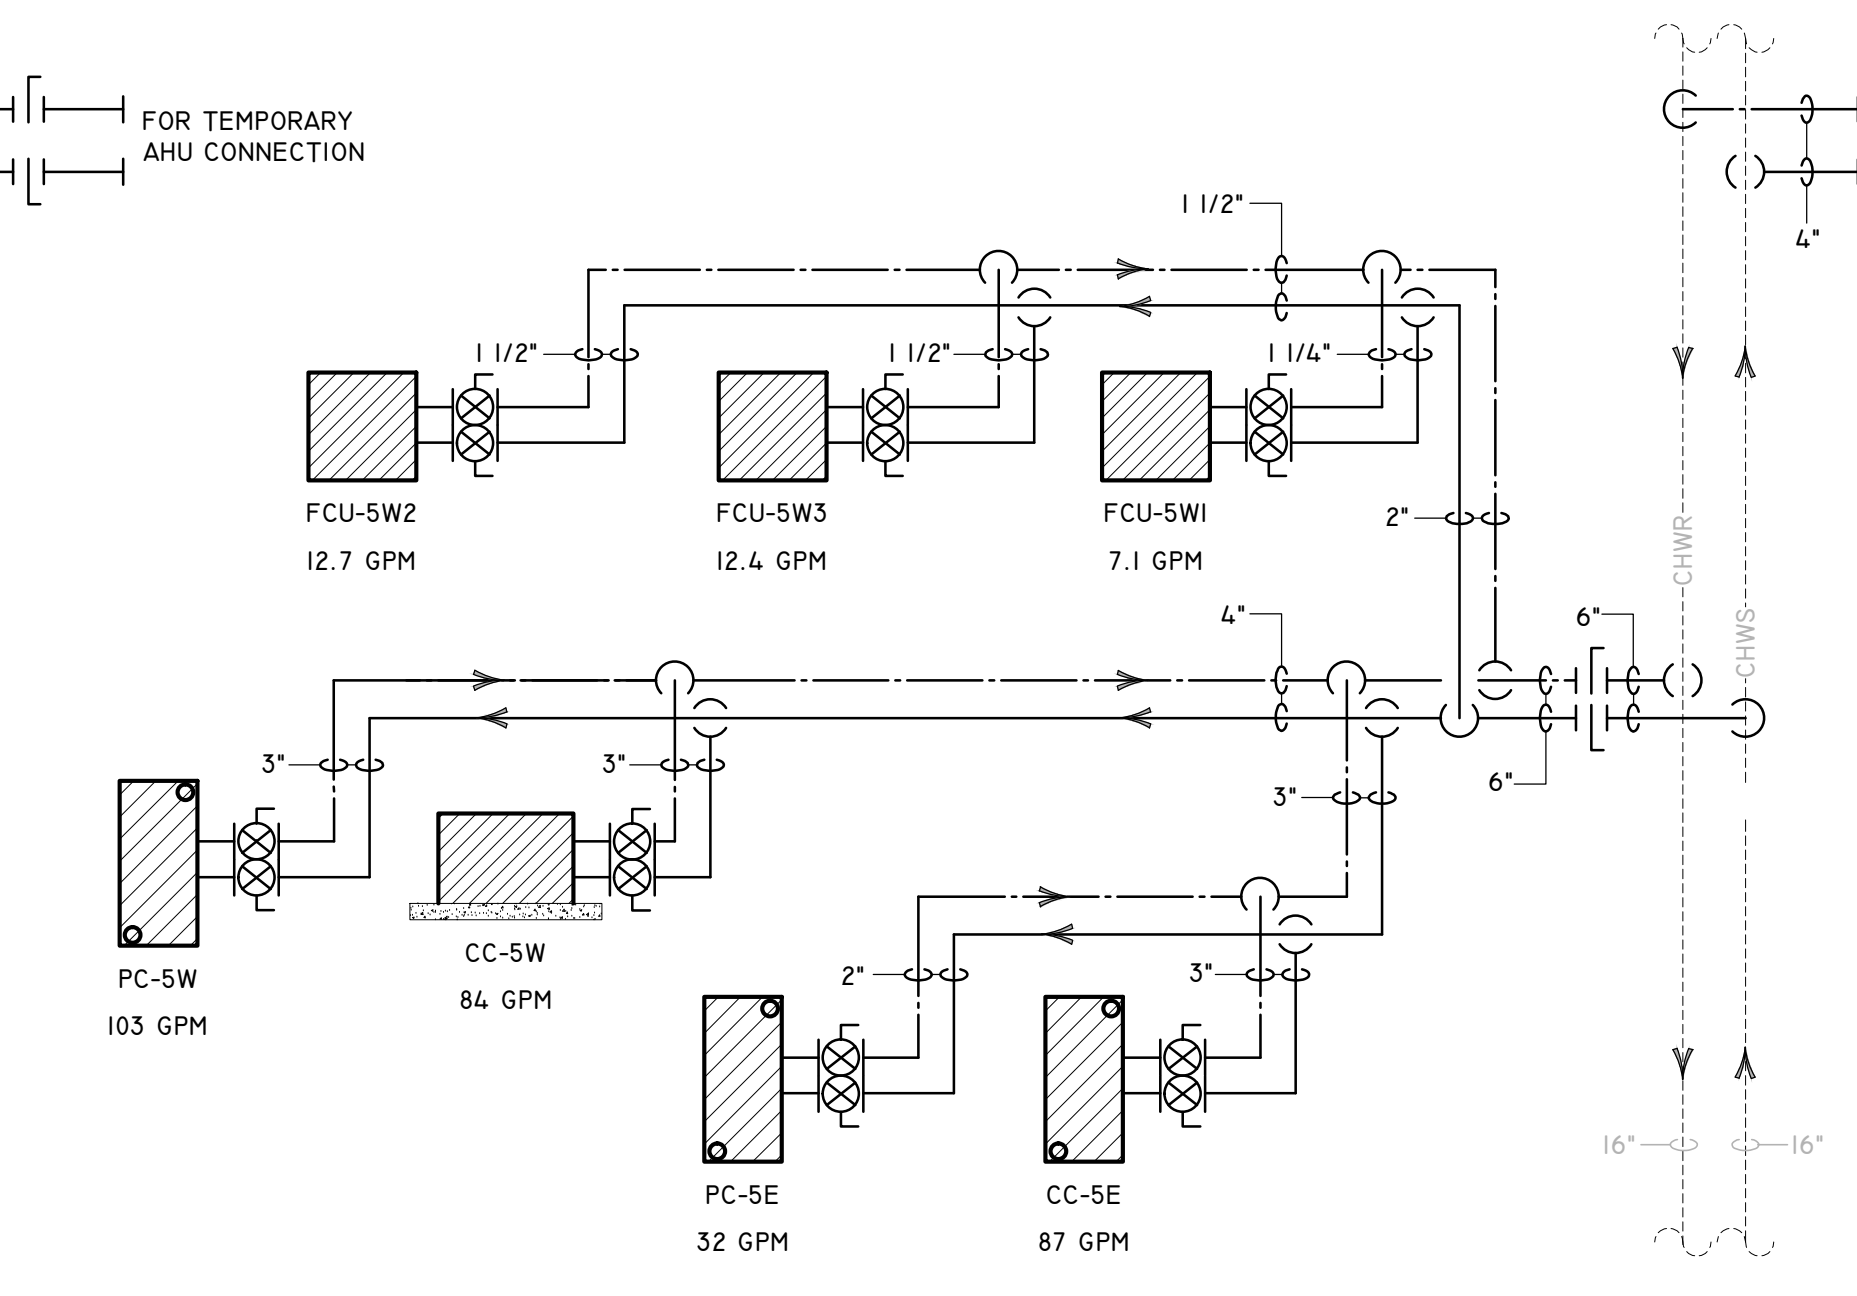 FOR TEMPORARY
AHU CONNECTION
4"
1 1/2"
1 1/2"
1 1/2"
1 1/4"
FCU-5W2
12.7 GPM
FCU-5W3
12.4 GPM
FCU-5W1
7.1 GPM
2"
CHWR
CHWS
4"
6"
6"
3"
3"
3"
PC-5W
103 GPM
CC-5W
84 GPM
2"
3"
PC-5E
32 GPM
CC-5E
87 GPM
16"
16"